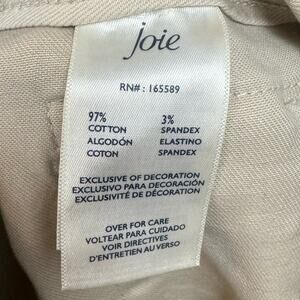 joie
RN#: 165589
97% 3%
COTTON SPANDEX
ALGODÓN ELASTINO
COTON SPANDEX
EXCLUSIVE OF DECORATION
EXCLUSIVO PARA DECORACIÓN
EXCLUSIVITÉ DE DÉCORATION
OVER FOR CARE
VOLTEAR PARA CUIDADO
VOIR DIRECTIVES
D'ENTRETIEN AU VERSO